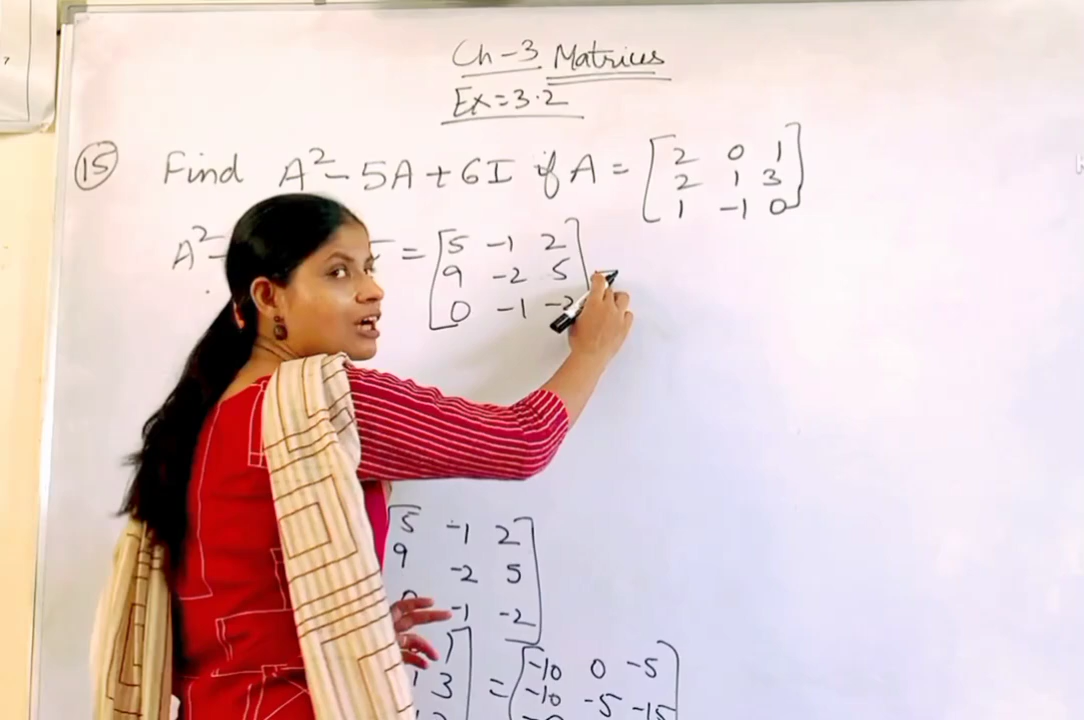 Ch-3 Matrices
Ex=3.2
15 Find A²-5A+6I if A = [2 0 1
2 1 3
1 -1 0]
A²- = [5 -1 2
9 -2 5
0 -1 -2
5 -1 2
9 -2 5
-1 -2
1
3 = [-10 0 -5
-10 -5 -15